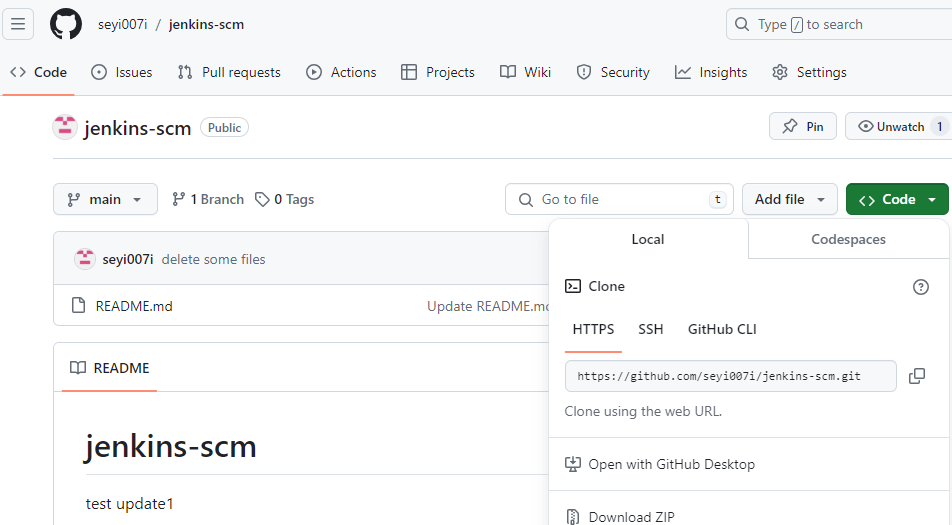 seyi007i / jenkins-scm
Type / to search
Code Issues Pull requests Actions Projects Wiki Security Insights Settings
jenkins-scm Public
Pin Unwatch 1
main 1 Branch 0 Tags
Go to file t Add file Code
seyi007i delete some files
README.md Update README.md
README
jenkins-scm
test update1
Local Codespaces
Clone
HTTPS SSH GitHub CLI
https://github.com/seyi007i/jenkins-scm.git
Clone using the web URL.
Open with GitHub Desktop
Download ZIP